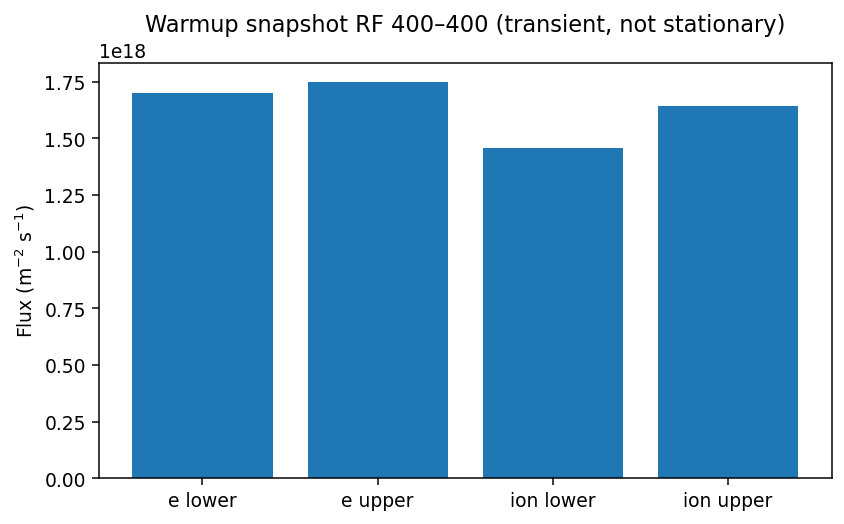 Warmup snapshot RF 400–400 (transient, not stationary)
1e18
1.75
1.50
1.25
1.00
0.75
0.50
0.25
0.00
Flux (m⁻² s⁻¹)
e lower
e upper
ion lower
ion upper